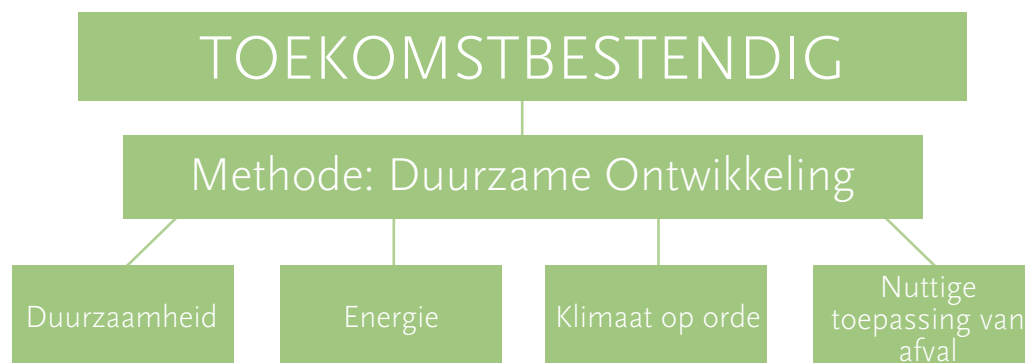 TOEKOMSTBESTENDIG
Methode: Duurzame Ontwikkeling
Duurzaamheid
Energie
Klimaat op orde
Nuttige
toepassing van
afval